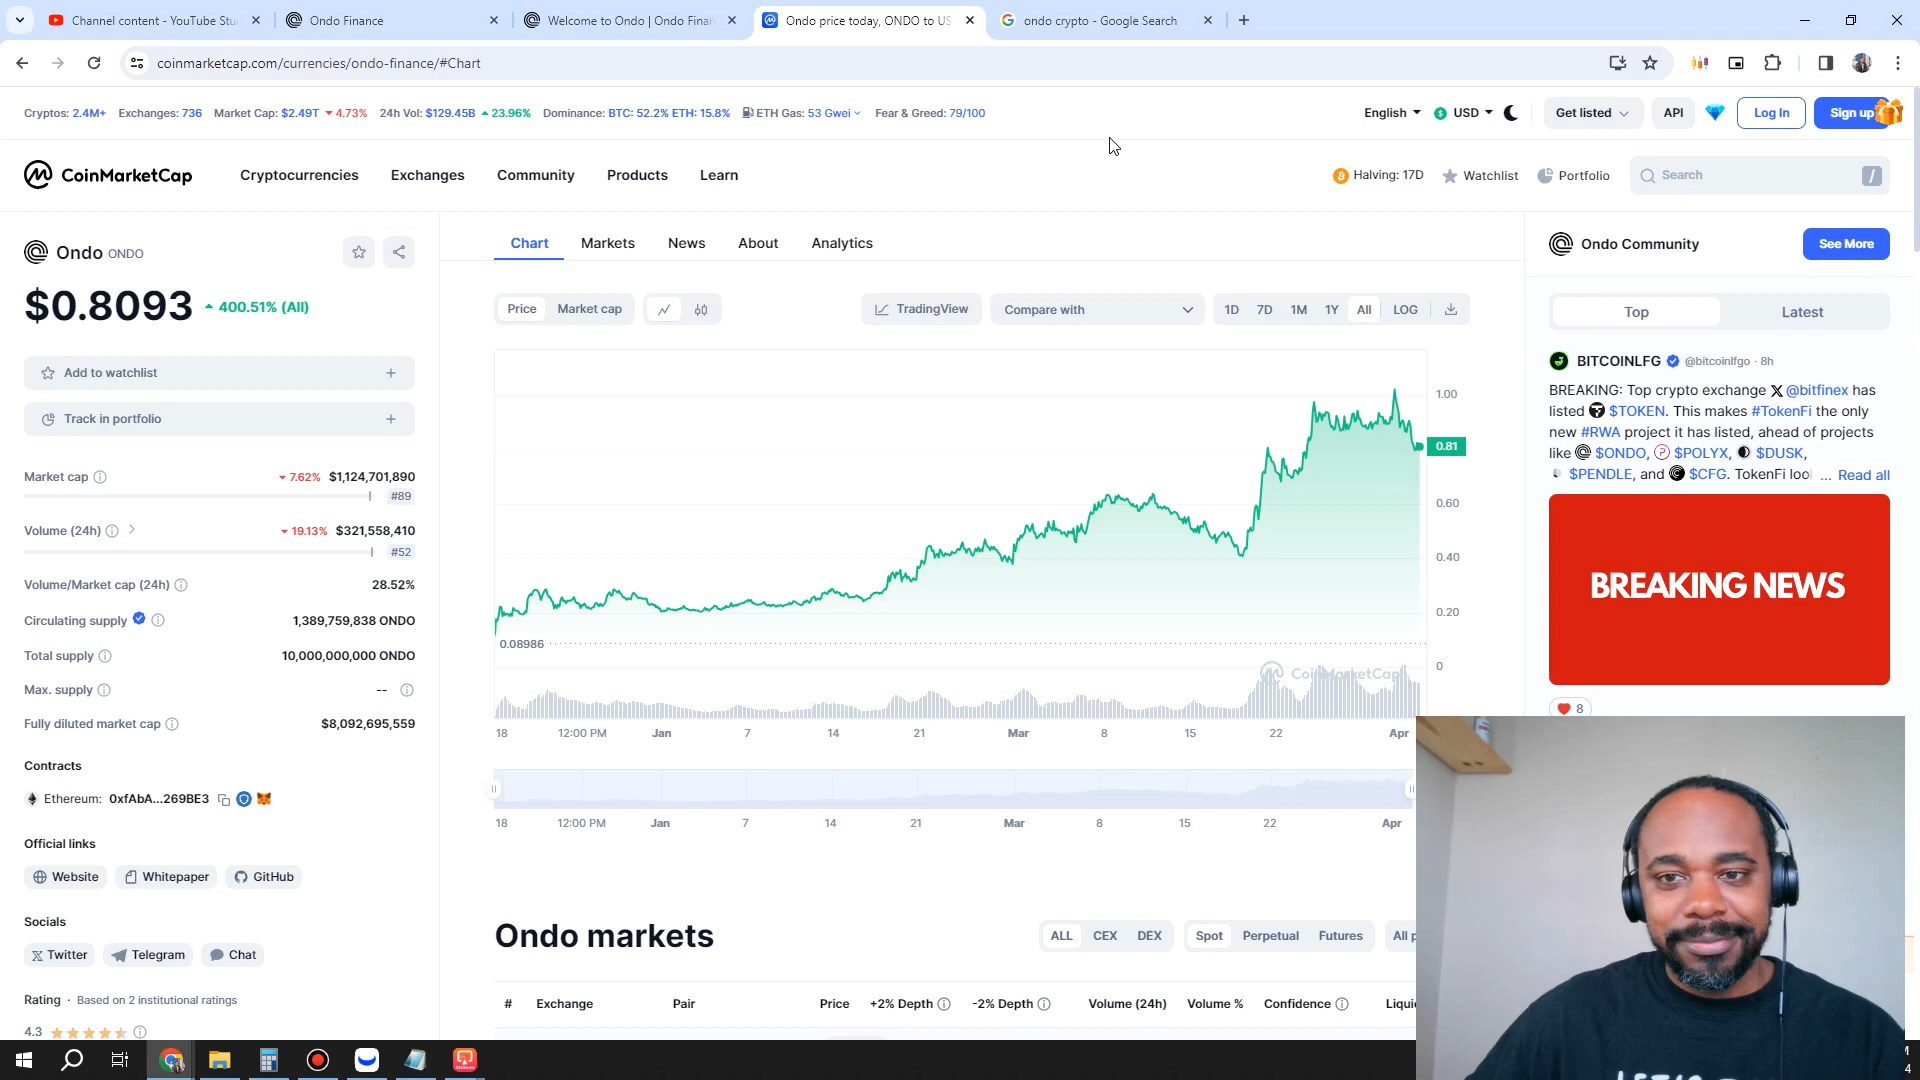 Channel content - YouTube Stu
Ondo Finance
Welcome to Ondo | Ondo Finan
Ondo price today, ONDO to US
ondo crypto - Google Search
coinmarketcap.com/currencies/ondo-finance/#Chart
Cryptos: 2.4M+ Exchanges: 736 Market Cap: $2.49T 4.73% 24h Vol: $129.45B 23.96% Dominance: BTC: 52.2% ETH: 15.8% ETH Gas: 53 Gwei Fear & Greed: 79/100
English USD Get listed API Log In Sign up
CoinMarketCap Cryptocurrencies Exchanges Community Products Learn
Halving: 17D Watchlist Portfolio Search /
Ondo ONDO
$0.8093 400.51% (All)
Add to watchlist +
Track in portfolio +
Market cap 7.62% $1,124,701,890
#89
Volume (24h) 19.13% $321,558,410
#52
Volume/Market cap (24h) 28.52%
Circulating supply 1,389,759,838 ONDO
Total supply 10,000,000,000 ONDO
Max. supply --
Fully diluted market cap $8,092,695,559
Contracts
Ethereum: 0xfAbA...269BE3
Official links
Website Whitepaper GitHub
Socials
Twitter Telegram Chat
Rating · Based on 2 institutional ratings
4.3
Chart Markets News About Analytics
Price Market cap TradingView Compare with 1D 7D 1M 1Y All LOG
1.00
0.81
0.60
0.40
0.20
0.08986
0
CoinMarketCap
18 12:00 PM Jan 7 14 21 Mar 8 15 22 Apr
18 12:00 PM Jan 7 14 21 Mar 8 15 22 Apr
Ondo markets
ALL CEX DEX Spot Perpetual Futures All p
# Exchange Pair Price +2% Depth -2% Depth Volume (24h) Volume % Confidence Liqui
Ondo Community See More
Top Latest
BITCOINLFG @bitcoinlfgo · 8h
BREAKING: Top crypto exchange X @bitfinex has
listed $TOKEN. This makes #TokenFi the only
new #RWA project it has listed, ahead of projects
like $ONDO, $POLYX, $DUSK,
$PENDLE, and $CFG. TokenFi lool ... Read all
BREAKING NEWS
8